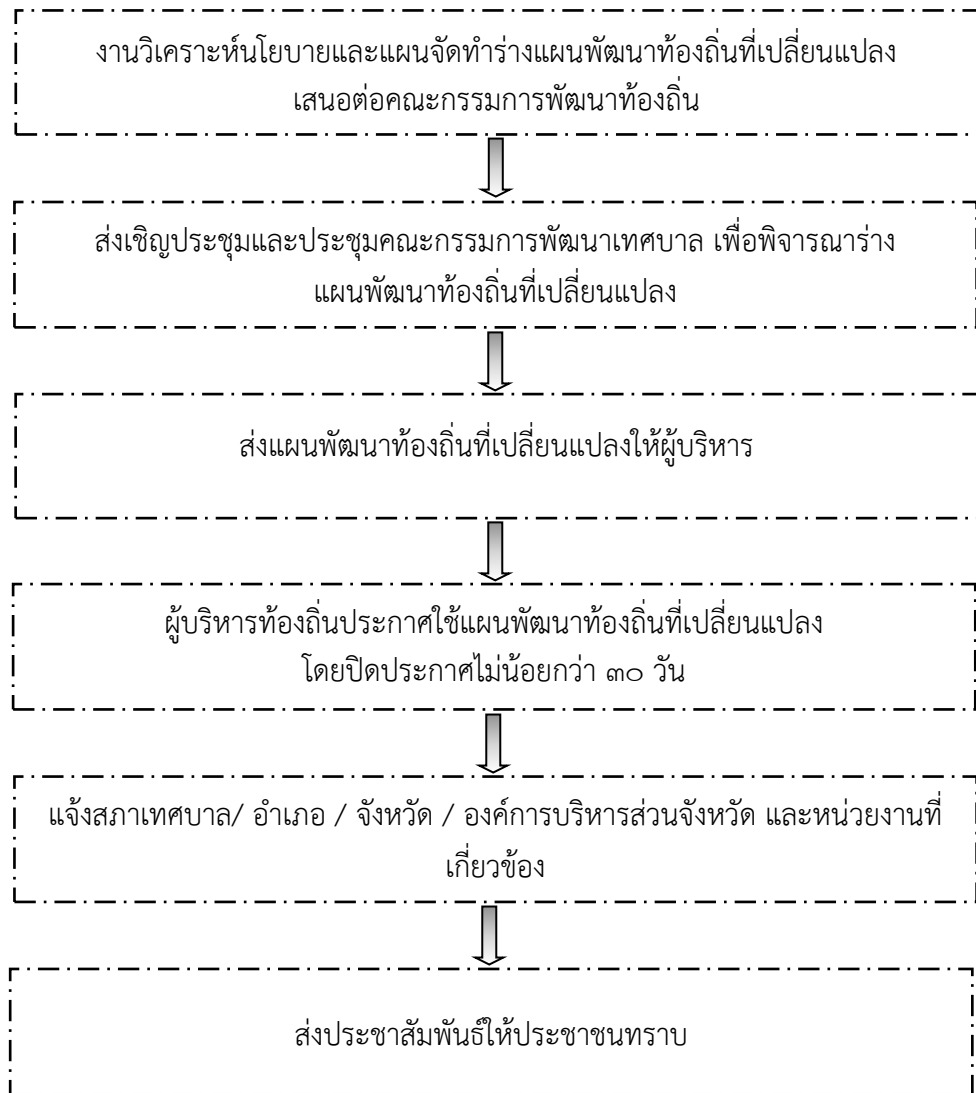 งานวิเคราะห์นโยบายและแผนจัดทำร่างแผนพัฒนาท้องถิ่นที่เปลี่ยนแปลง
เสนอต่อคณะกรรมการพัฒนาท้องถิ่น
ส่งเชิญประชุมและประชุมคณะกรรมการพัฒนาเทศบาล เพื่อพิจารณาร่าง
แผนพัฒนาท้องถิ่นที่เปลี่ยนแปลง
ส่งแผนพัฒนาท้องถิ่นที่เปลี่ยนแปลงให้ผู้บริหาร
ผู้บริหารท้องถิ่นประกาศใช้แผนพัฒนาท้องถิ่นที่เปลี่ยนแปลง
โดยปิดประกาศไม่น้อยกว่า ๓๐ วัน
แจ้งสภาเทศบาล/ อำเภอ / จังหวัด / องค์การบริหารส่วนจังหวัด และหน่วยงานที่
เกี่ยวข้อง
ส่งประชาสัมพันธ์ให้ประชาชนทราบ